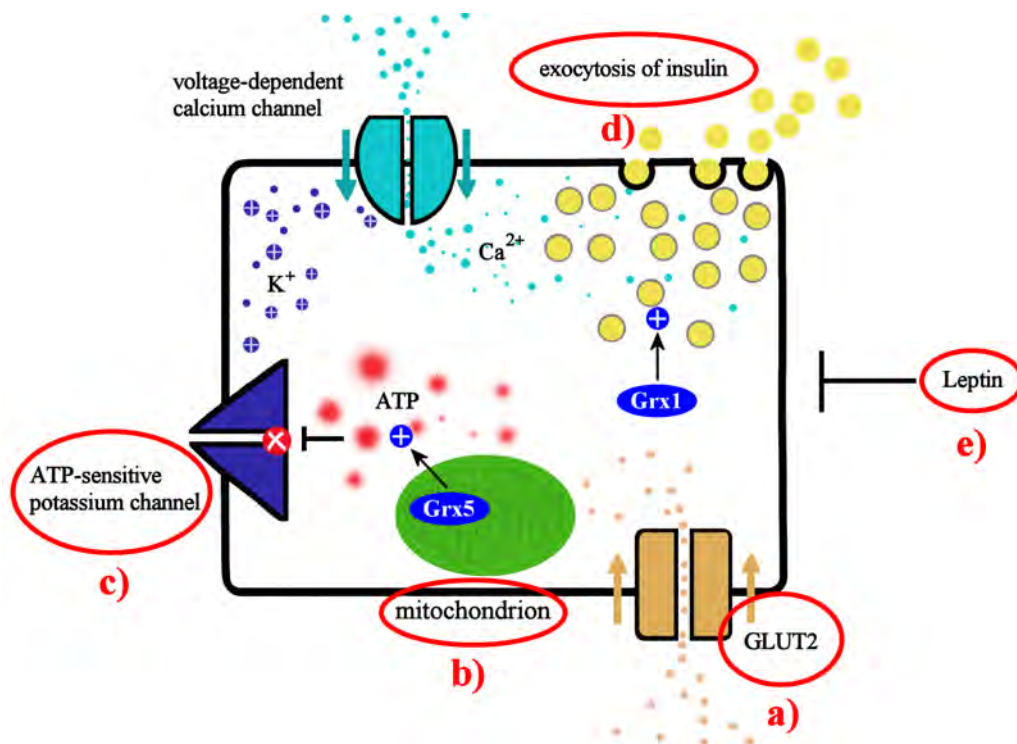 voltage-dependent
calcium channel
exocytosis of insulin
d)
Ca2+
K+
ATP
Grx1
Leptin
e)
ATP-sensitive
potassium channel
c)
Grx5
mitochondrion
b)
GLUT2
a)